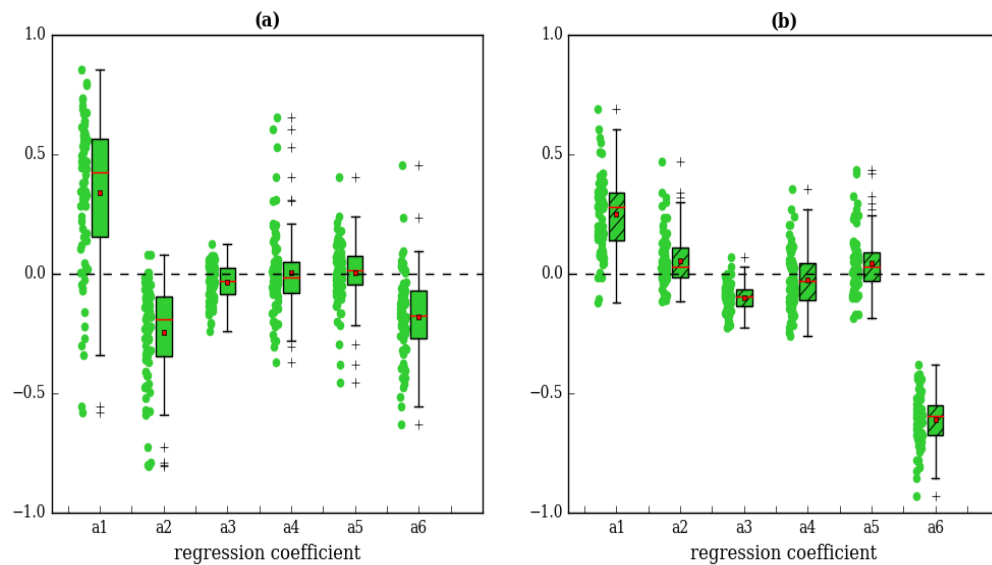 (a)
1.0
0.5
0.0
−0.5
−1.0
a1 a2 a3 a4 a5 a6
regression coefficient
(b)
1.0
0.5
0.0
−0.5
−1.0
a1 a2 a3 a4 a5 a6
regression coefficient